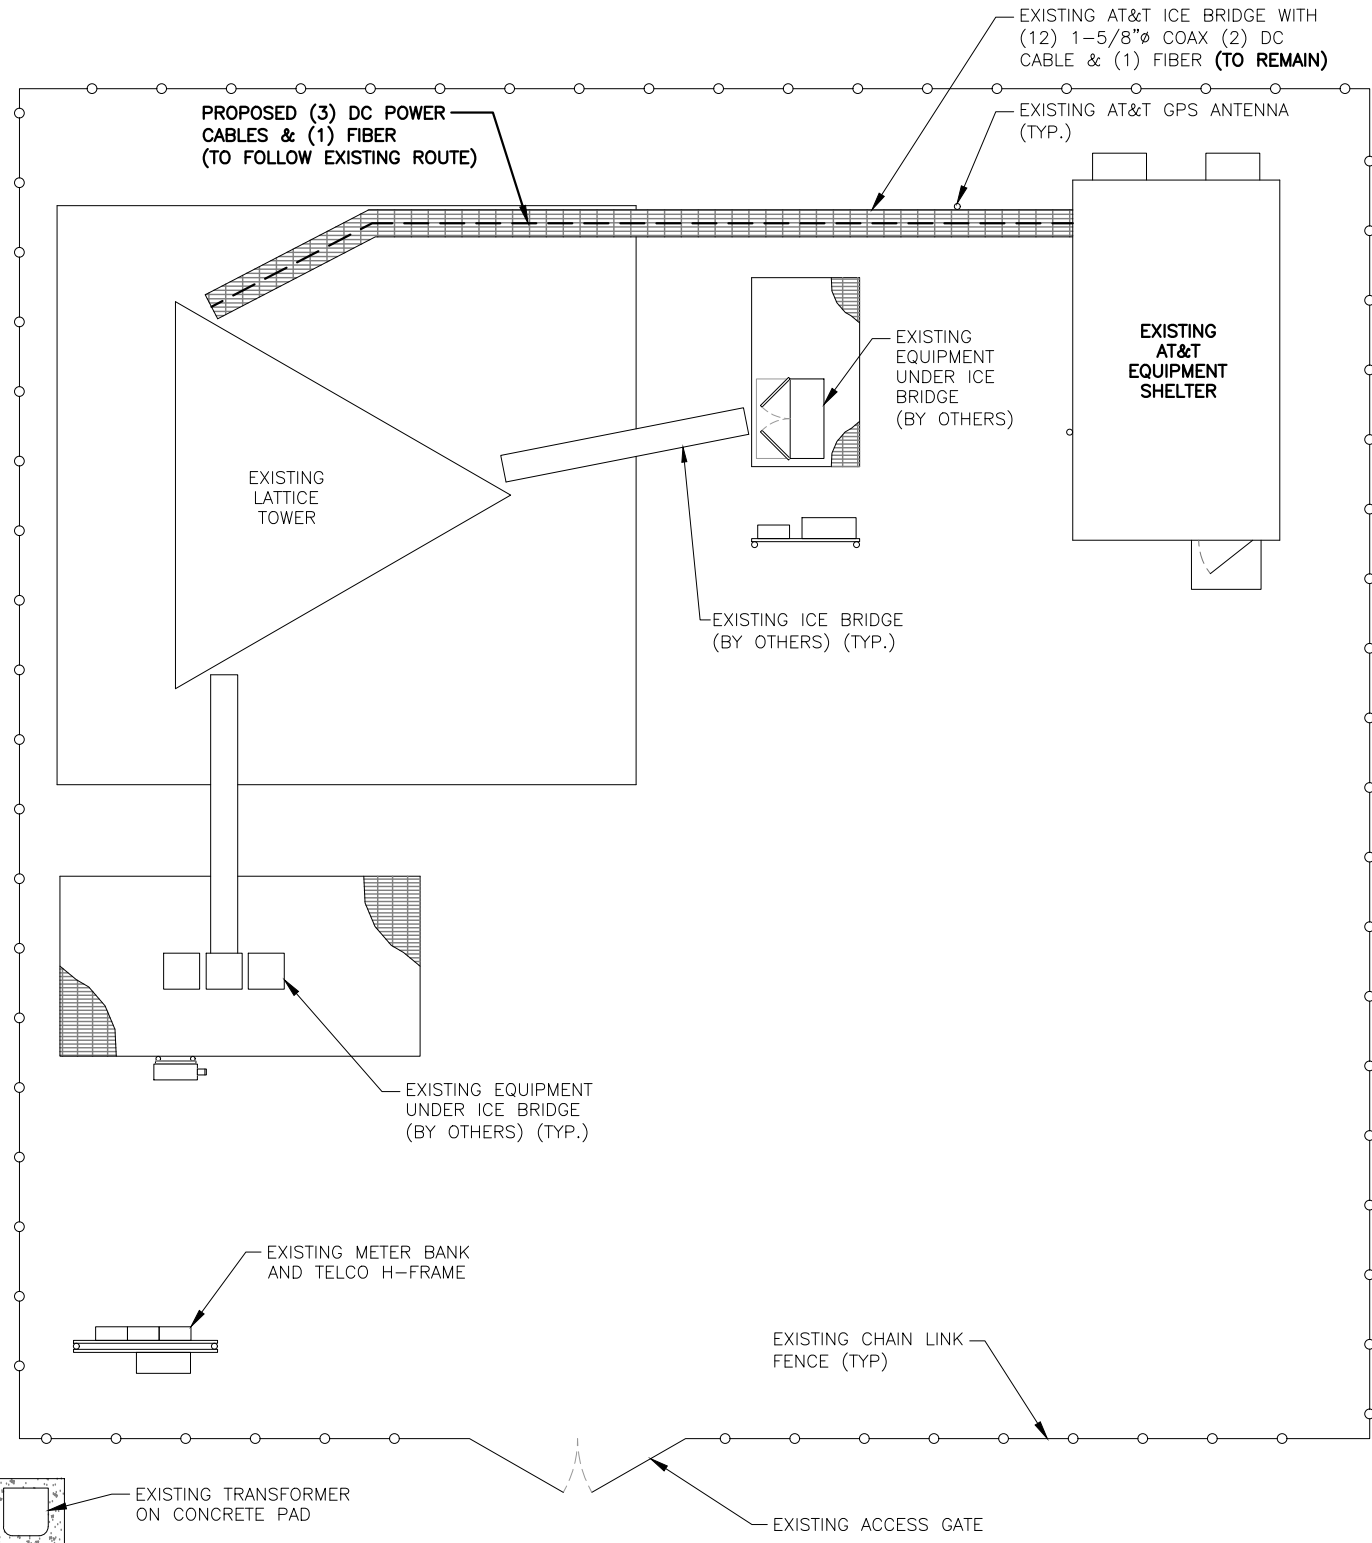 EXISTING AT&T ICE BRIDGE WITH
(12) 1-5/8"ø COAX (2) DC
CABLE & (1) FIBER (TO REMAIN)
PROPOSED (3) DC POWER
CABLES & (1) FIBER
(TO FOLLOW EXISTING ROUTE)
EXISTING AT&T GPS ANTENNA
(TYP.)
EXISTING
EQUIPMENT
UNDER ICE
BRIDGE
(BY OTHERS)
EXISTING
AT&T
EQUIPMENT
SHELTER
EXISTING
LATTICE
TOWER
EXISTING ICE BRIDGE
(BY OTHERS) (TYP.)
EXISTING EQUIPMENT
UNDER ICE BRIDGE
(BY OTHERS) (TYP.)
EXISTING METER BANK
AND TELCO H-FRAME
EXISTING CHAIN LINK
FENCE (TYP)
EXISTING TRANSFORMER
ON CONCRETE PAD
EXISTING ACCESS GATE